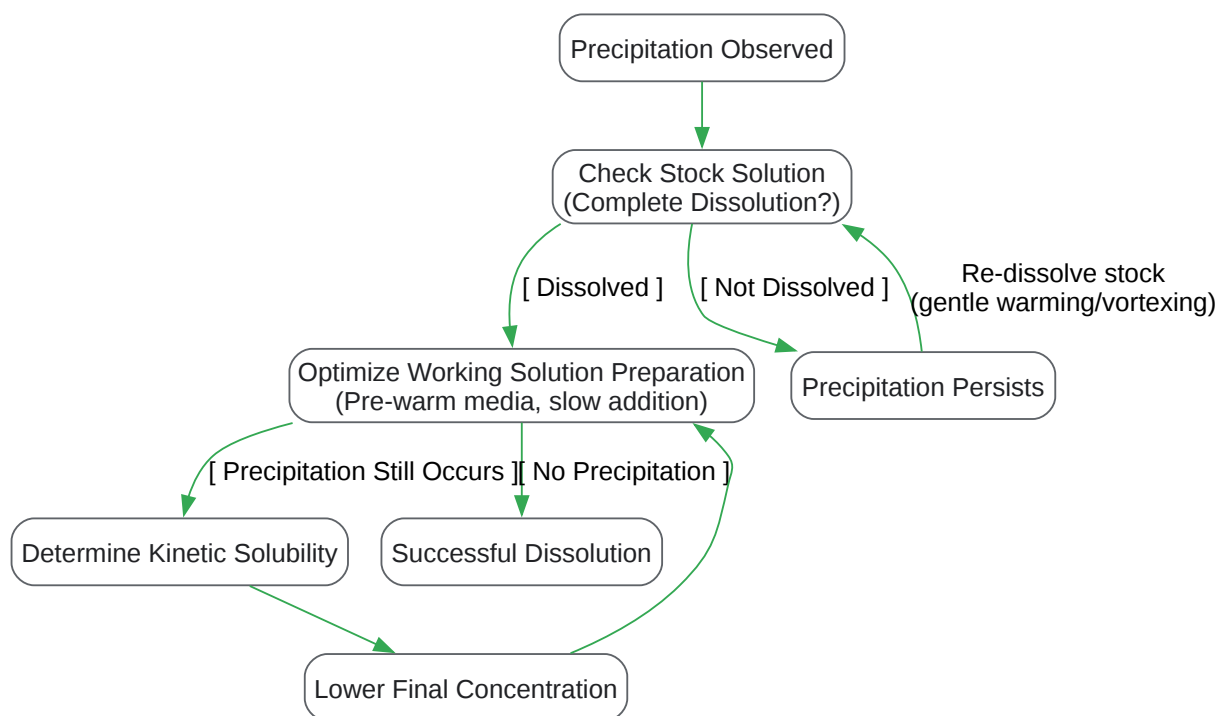 Precipitation Observed
Check Stock Solution
(Complete Dissolution?)
[ Dissolved ]
[ Not Dissolved ]
Re-dissolve stock
(gentle warming/vortexing)
Optimize Working Solution Preparation
(Pre-warm media, slow addition)
Precipitation Persists
[ Precipitation Still Occurs ]
[ No Precipitation ]
Determine Kinetic Solubility
Successful Dissolution
Lower Final Concentration